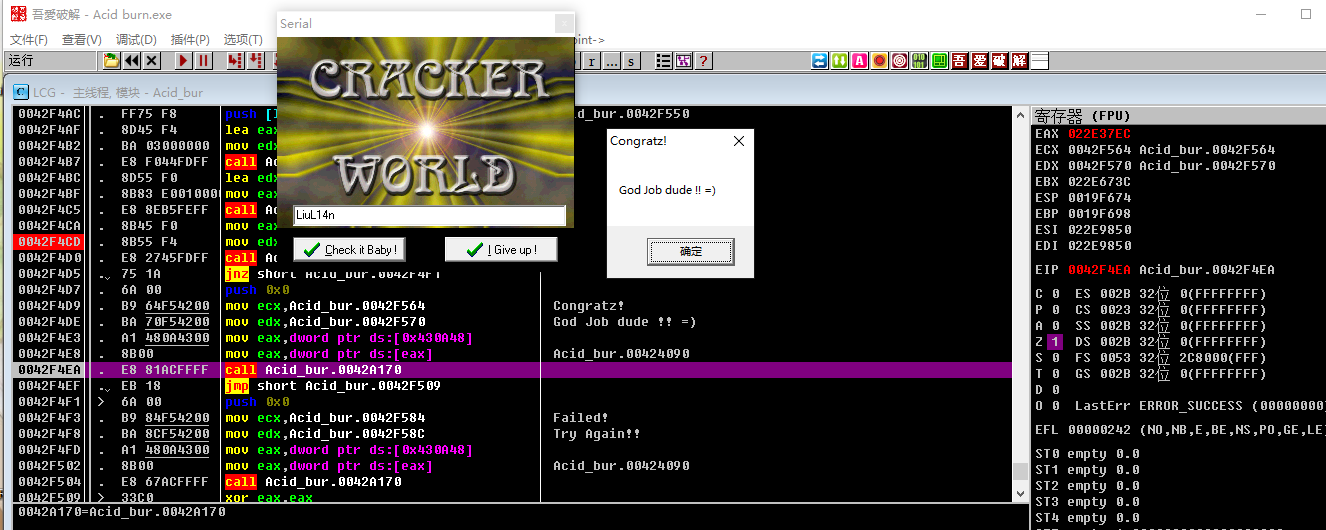 吾愛破解 - Acid burn.exe
文件(F) 查看(V) 调试(D) 插件(P) 选项(T) point->
运行
r ... s ? 吾 爱 破 解
C LCG - 主线程, 模块 - Acid_bur
Serial
CRACKER
WORLD
LiuL14n
Check it Baby !
I Give up !
Congratz!
God Job dude !! =)
确定
0042F4AC . FF75 F8 push [ id_bur.0042F550
0042F4AF . 8D45 F4 lea eax
0042F4B2 . BA 03000000 mov edx
0042F4B7 . E8 F044FDFF call Ac
0042F4BC . 8D55 F0 lea edx
0042F4BF . 8B83 E0010000 mov eax
0042F4C5 . E8 8EB5FEFF call Ac
0042F4CA . 8B45 F0 mov eax
0042F4CD . 8B55 F4 mov edx
0042F4D0 . E8 2745FDFF call Ac
0042F4D5 . 75 1A jnz short Acid_bur.0042F4F1
0042F4D7 . 6A 00 push 0x0
0042F4D9 . B9 64F54200 mov ecx,Acid_bur.0042F564 Congratz!
0042F4DE . BA 70F54200 mov edx,Acid_bur.0042F570 God Job dude !! =)
0042F4E3 . A1 480A4300 mov eax,dword ptr ds:[0x430A48]
0042F4E8 . 8B00 mov eax,dword ptr ds:[eax] Acid_bur.00424090
0042F4EA . E8 81ACFFFF call Acid_bur.0042A170
0042F4EF . EB 18 jmp short Acid_bur.0042F509
0042F4F1 > 6A 00 push 0x0
0042F4F3 . B9 84F54200 mov ecx,Acid_bur.0042F584 Failed!
0042F4F8 . BA 8CF54200 mov edx,Acid_bur.0042F58C Try Again!!
0042F4FD . A1 480A4300 mov eax,dword ptr ds:[0x430A48]
0042F502 . 8B00 mov eax,dword ptr ds:[eax] Acid_bur.00424090
0042F504 . E8 67ACFFFF call Acid_bur.0042A170
0042F509 > 33C0 xor eax,eax
0042A170=Acid_bur.0042A170
寄存器 (FPU)
EAX 022E37EC
ECX 0042F564 Acid_bur.0042F564
EDX 0042F570 Acid_bur.0042F570
EBX 022E673C
ESP 0019F674
EBP 0019F698
ESI 022E9850
EDI 022E9850
EIP 0042F4EA Acid_bur.0042F4EA
C 0 ES 002B 32位 0(FFFFFFFF)
P 0 CS 0023 32位 0(FFFFFFFF)
A 0 SS 002B 32位 0(FFFFFFFF)
Z 1 DS 002B 32位 0(FFFFFFFF)
S 0 FS 0053 32位 2C8000(FFF)
T 0 GS 002B 32位 0(FFFFFFFF)
D 0
O 0 LastErr ERROR_SUCCESS (00000000)
EFL 00000242 (NO,NB,E,BE,NS,PO,GE,LE)
ST0 empty 0.0
ST1 empty 0.0
ST2 empty 0.0
ST3 empty 0.0
ST4 empty 0.0